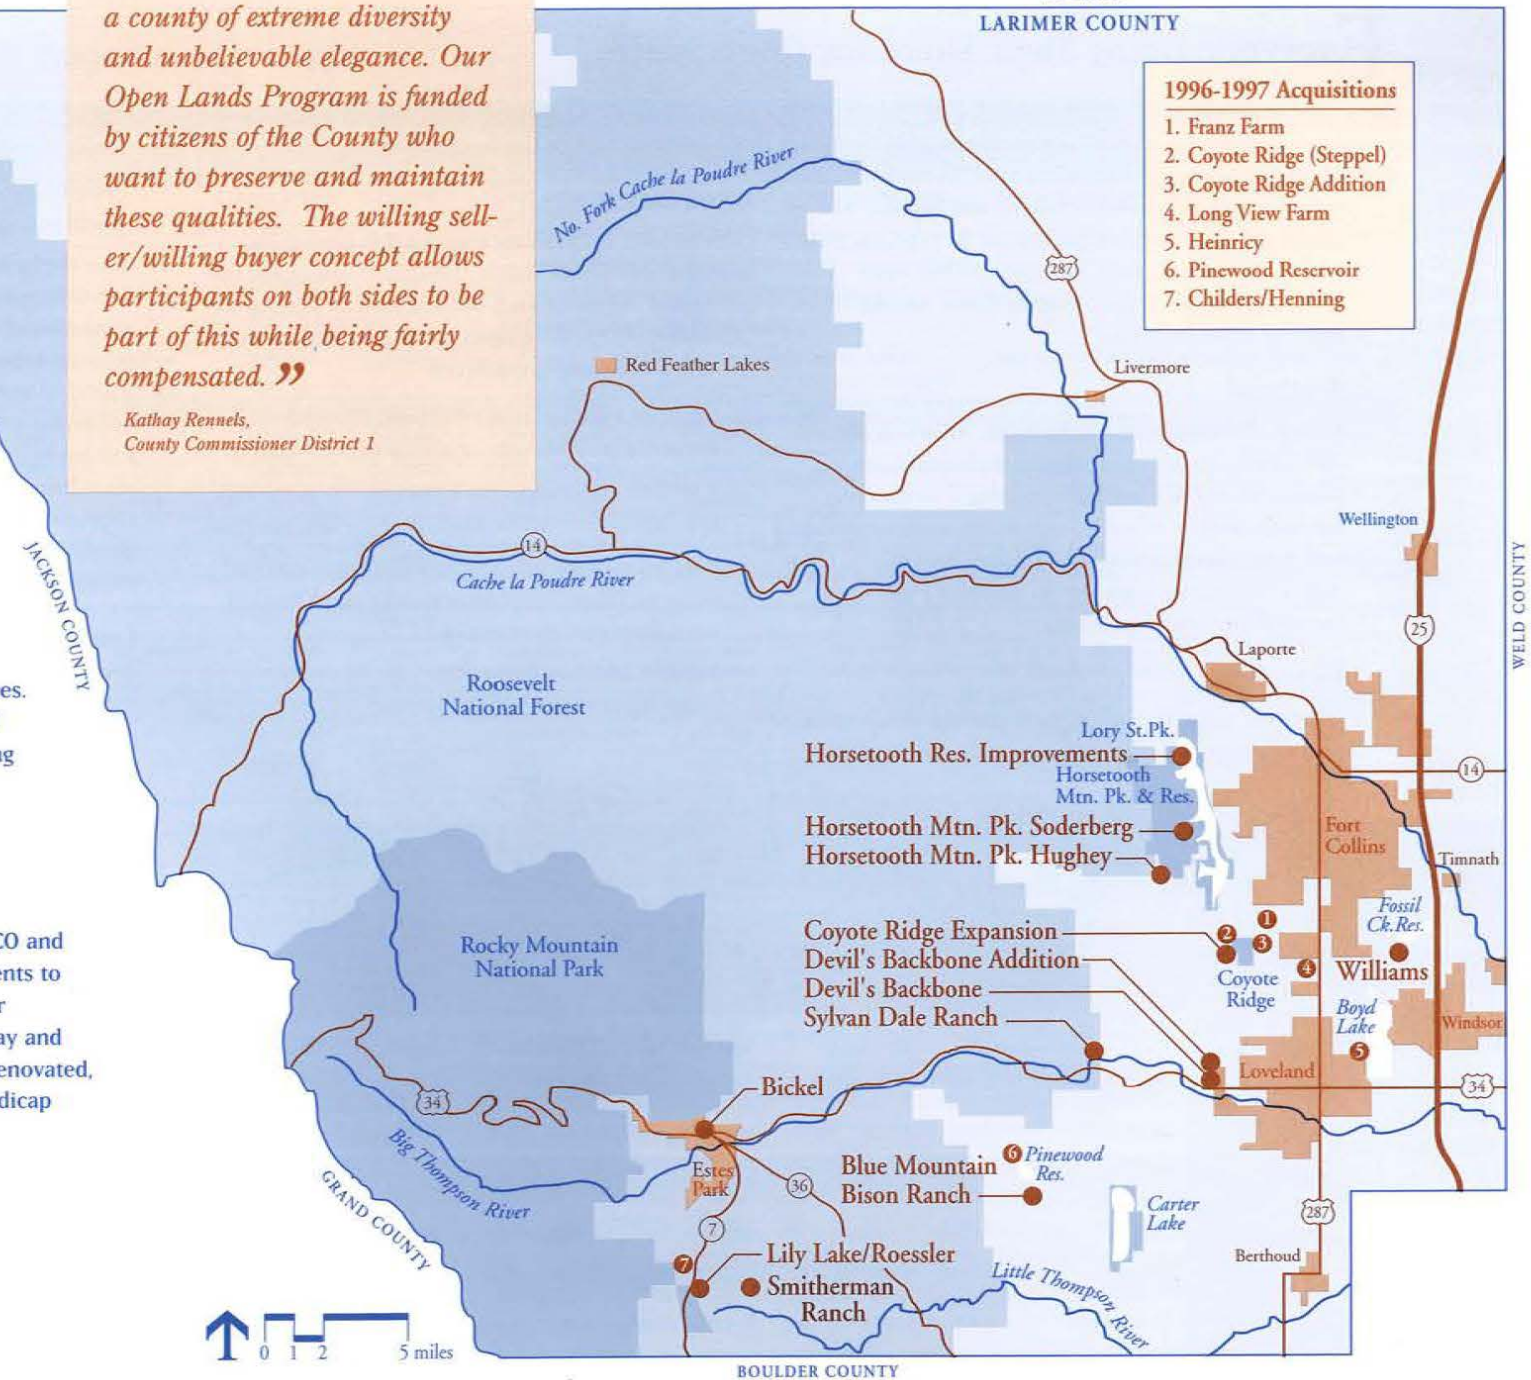 a county of extreme diversity
and unbelievable elegance. Our
Open Lands Program is funded
by citizens of the County who
want to preserve and maintain
these qualities. The willing sell-
er/willing buyer concept allows
participants on both sides to be
part of this while being fairly
compensated. ”
Kathay Rennels,
County Commissioner District 1
LARIMER COUNTY
1996-1997 Acquisitions
1. Franz Farm
2. Coyote Ridge (Steppel)
3. Coyote Ridge Addition
4. Long View Farm
5. Heinricy
6. Pinewood Reservoir
7. Childers/Henning
No. Fork Cache la Poudre River
287
Red Feather Lakes
Livermore
Wellington
JACKSON COUNTY
WELD COUNTY
14
Cache la Poudre River
25
Laporte
es.
Roosevelt
National Forest
g
Lory St.Pk.
Horsetooth Res. Improvements
Horsetooth
Mtn. Pk. & Res.
14
Horsetooth Mtn. Pk. Soderberg
Horsetooth Mtn. Pk. Hughey
Fort
Collins
Timnath
Fossil
Ck.Res.
CO and
ents to
r
ay and
enovated,
dicap
Rocky Mountain
National Park
Coyote Ridge Expansion
Devil's Backbone Addition
Devil's Backbone
Sylvan Dale Ranch
1
2
3
4
Coyote
Ridge
Williams
Boyd
Lake
5
Windsor
Loveland
34
34
Bickel
Big Thompson River
Estes
Park
36
7
Blue Mountain
Bison Ranch
6
Pinewood
Res.
Carter
Lake
287
Berthoud
GRAND COUNTY
7
Lily Lake/Roessler
Smitherman
Ranch
Little Thompson River
0 1 2 5 miles
BOULDER COUNTY